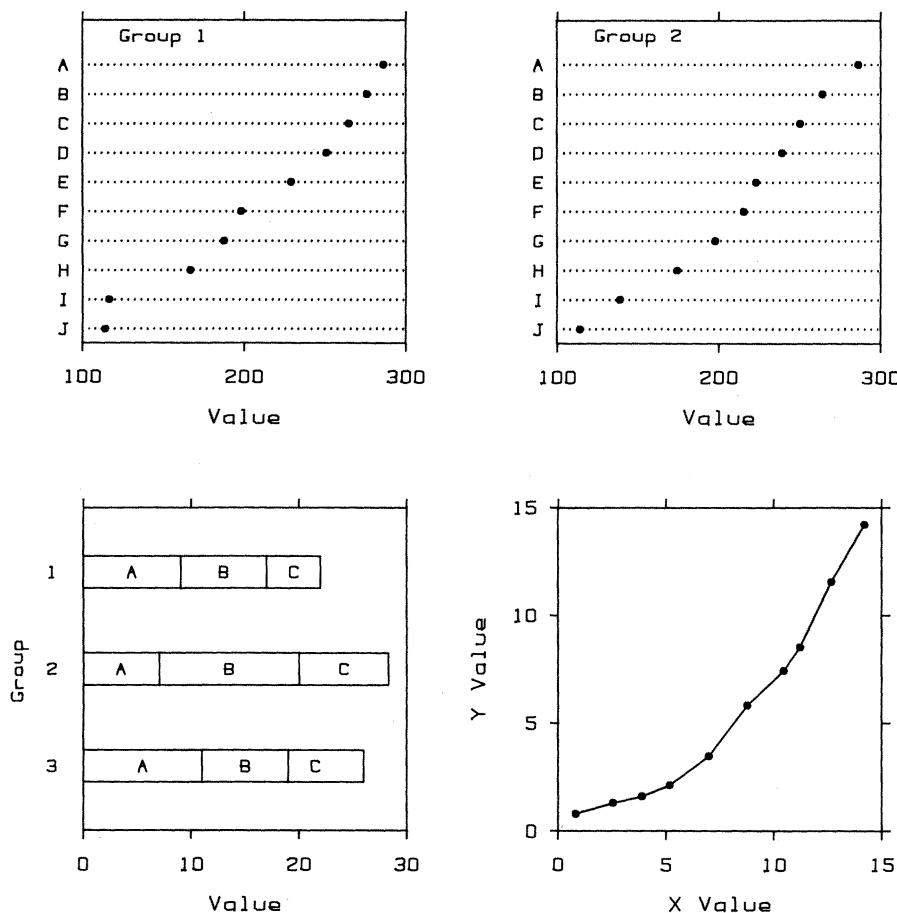 Group 1
A
B
C
D
E
F
G
H
I
J
100 200 300
Value
Group 2
A
B
C
D
E
F
G
H
I
J
100 200 300
Value
Group
1 A B C
2 A B C
3 A B C
0 10 20 30
Value
Y Value
15
10
5
0
0 5 10 15
X Value